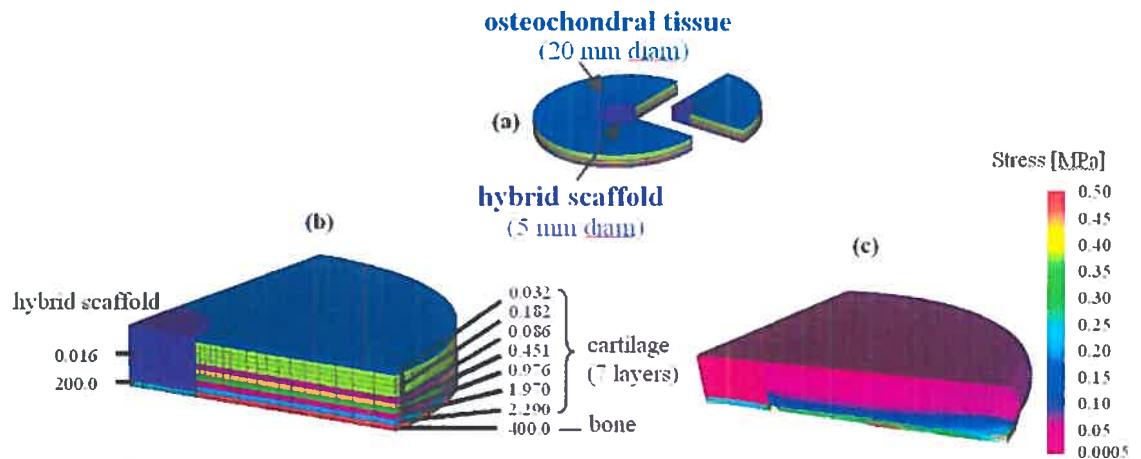 osteochondral tissue
(20 mm diam)
(a)
hybrid scaffold
(5 mm diam)
(b)
hybrid scaffold
0.016
200.0
0.032
0.182
0.086
0.451
0.976
1.970
2.290
400.0
cartilage
(7 layers)
bone
(c)
Stress [MPa]
0.50
0.45
0.40
0.35
0.30
0.25
0.20
0.15
0.10
0.05
0.0005